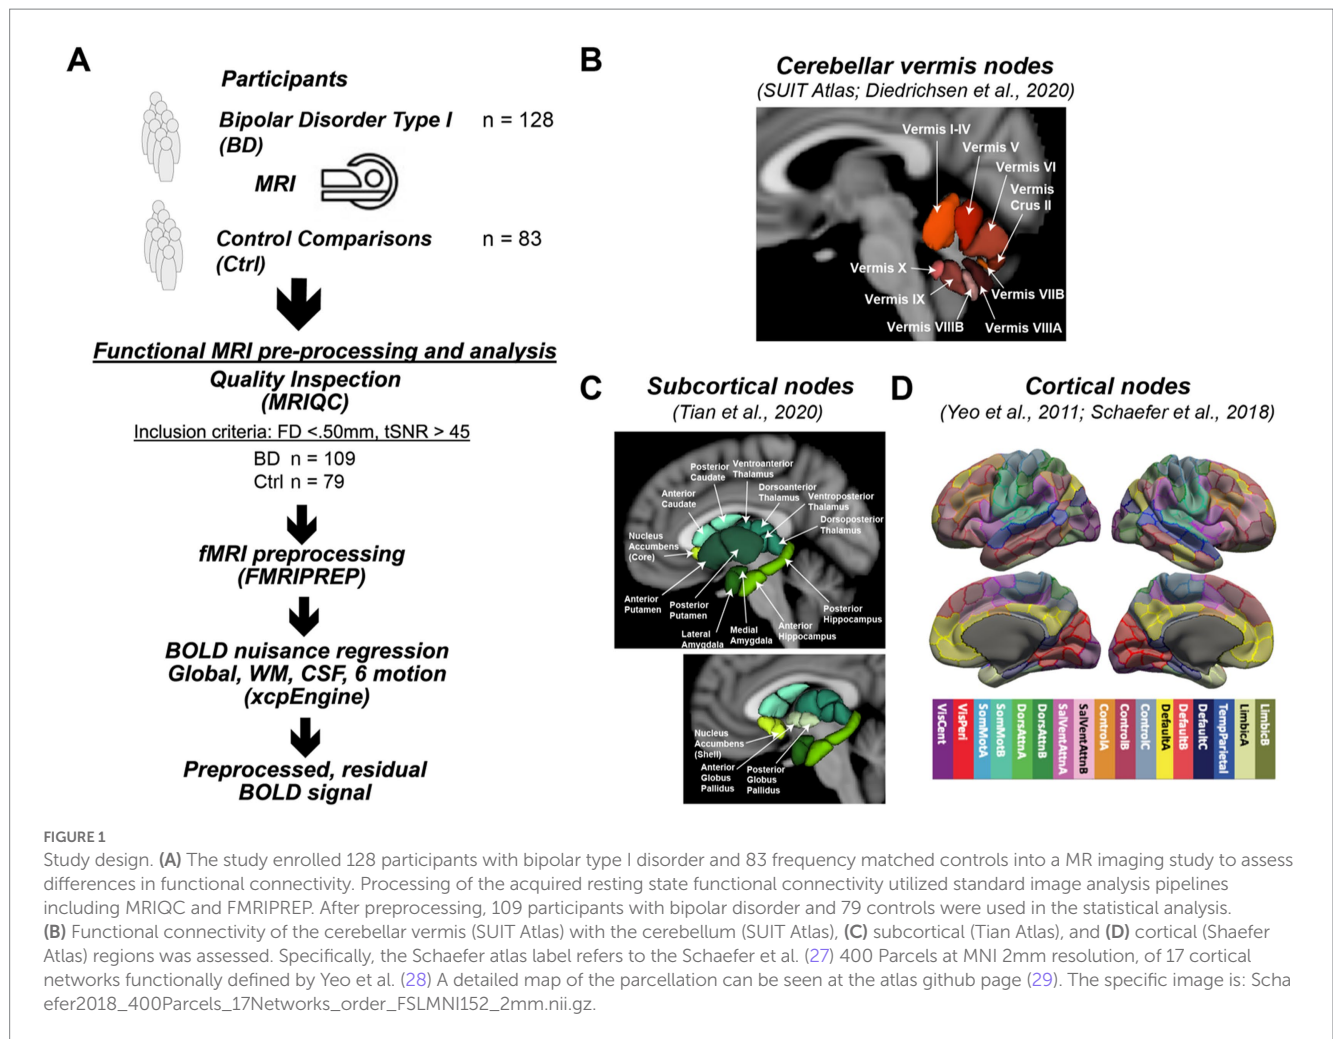 A
Participants
Bipolar Disorder Type I n = 128
(BD)
MRI
Control Comparisons n = 83
(Ctrl)
Functional MRI pre-processing and analysis
Quality Inspection
(MRIQC)
Inclusion criteria: FD <.50mm, tSNR > 45
BD n = 109
Ctrl n = 79
fMRI preprocessing
(FMRIPREP)
BOLD nuisance regression
Global, WM, CSF, 6 motion
(xcpEngine)
Preprocessed, residual
BOLD signal
B
Cerebellar vermis nodes
(SUIT Atlas; Diedrichsen et al., 2020)
Vermis I-IV
Vermis V
Vermis VI
Vermis
Crus II
Vermis X
Vermis IX
Vermis VIIB
Vermis VIIIB
Vermis VIIIA
C
Subcortical nodes
(Tian et al., 2020)
Posterior
Caudate
Ventroanterior
Thalamus
Anterior
Caudate
Dorsoanterior
Thalamus
Ventroposterior
Thalamus
Dorsoposterior
Thalamus
Nucleus
Accumbens
(Core)
Anterior
Putamen
Posterior
Putamen
Lateral
Amygdala
Medial
Amygdala
Anterior
Hippocampus
Posterior
Hippocampus
Nucleus
Accumbens
(Shell)
Anterior
Globus
Pallidus
Posterior
Globus
Pallidus
D
Cortical nodes
(Yeo et al., 2011; Schaefer et al., 2018)
VisCent
VisPeri
SomMotA
SomMotB
DorsAttnA
DorsAttnB
SalVentAttnA
SalVentAttnB
ControlA
ControlB
ControlC
DefaultA
DefaultB
DefaultC
TempParietal
LimbicA
LimbicB
FIGURE 1
Study design. (A) The study enrolled 128 participants with bipolar type I disorder and 83 frequency matched controls into a MR imaging study to assess
differences in functional connectivity. Processing of the acquired resting state functional connectivity utilized standard image analysis pipelines
including MRIQC and FMRIPREP. After preprocessing, 109 participants with bipolar disorder and 79 controls were used in the statistical analysis.
(B) Functional connectivity of the cerebellar vermis (SUIT Atlas) with the cerebellum (SUIT Atlas), (C) subcortical (Tian Atlas), and (D) cortical (Shaefer
Atlas) regions was assessed. Specifically, the Schaefer atlas label refers to the Schaefer et al. (27) 400 Parcels at MNI 2mm resolution, of 17 cortical
networks functionally defined by Yeo et al. (28) A detailed map of the parcellation can be seen at the atlas github page (29). The specific image is: Scha
efer2018_400Parcels_17Networks_order_FSLMNI152_2mm.nii.gz.